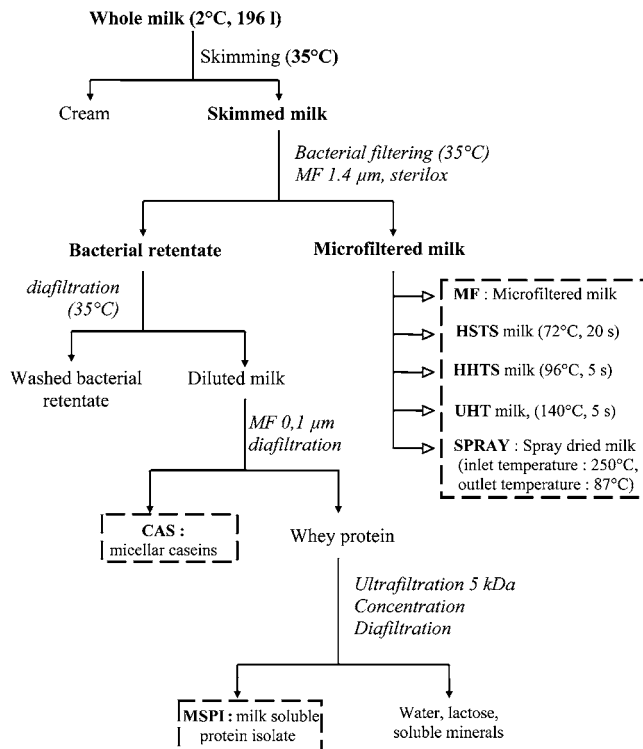 Whole milk (2°C, 196 l)
Skimming (35°C)
Cream
Skimmed milk
Bacterial filtering (35°C)
MF 1.4 µm, sterilox
Bacterial retentate
Microfiltered milk
diafiltration
(35°C)
Washed bacterial
retentate
Diluted milk
MF : Microfiltered milk
HSTS milk (72°C, 20 s)
HHTS milk (96°C, 5 s)
UHT milk, (140°C, 5 s)
SPRAY : Spray dried milk
(inlet temperature : 250°C,
outlet temperature : 87°C)
MF 0,1 µm
diafiltration
CAS :
micellar caseins
Whey protein
Ultrafiltration 5 kDa
Concentration
Diafiltration
MSPI : milk soluble
protein isolate
Water, lactose,
soluble minerals